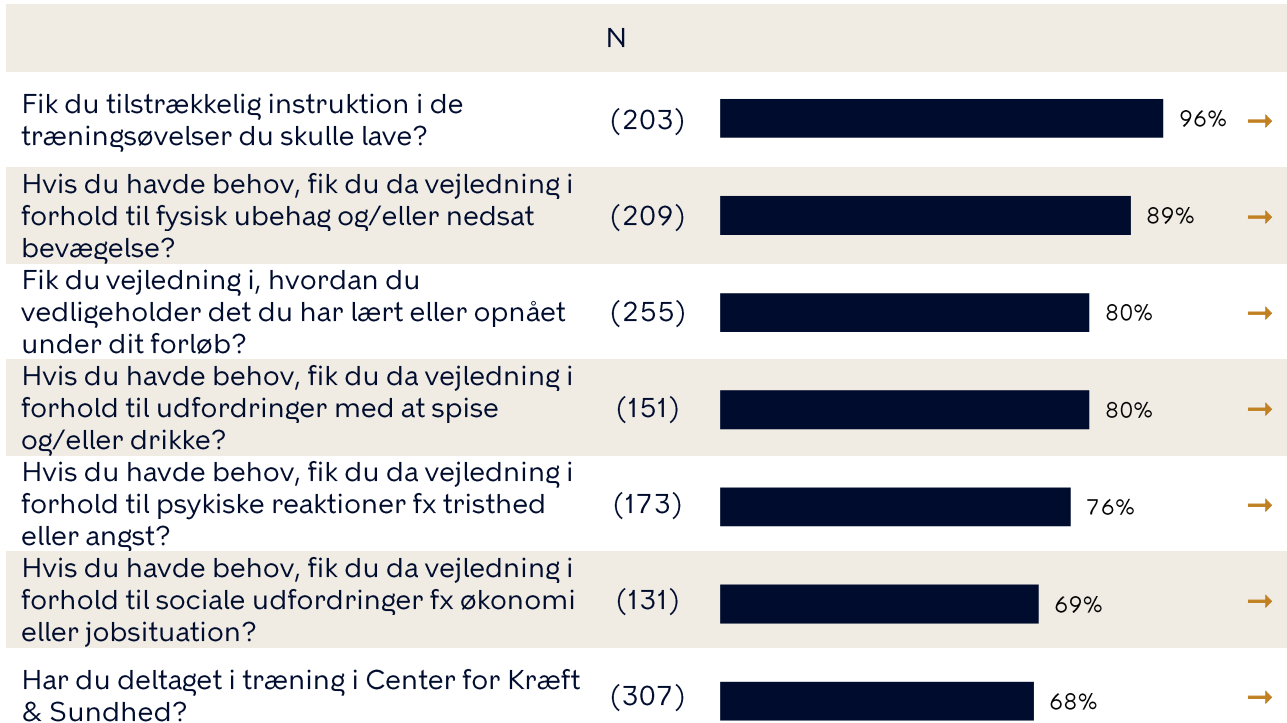 N
Fik du tilstrækkelig instruktion i de
træningsøvelser du skulle lave?
(203)
96% →
Hvis du havde behov, fik du da vejledning i
forhold til fysisk ubehag og/eller nedsat
bevægelse?
(209)
89% →
Fik du vejledning i, hvordan du
vedligeholder det du har lært eller opnået
under dit forløb?
(255)
80% →
Hvis du havde behov, fik du da vejledning i
forhold til udfordringer med at spise
og/eller drikke?
(151)
80% →
Hvis du havde behov, fik du da vejledning i
forhold til psykiske reaktioner fx tristhed
eller angst?
(173)
76% →
Hvis du havde behov, fik du da vejledning i
forhold til sociale udfordringer fx økonomi
eller jobsituation?
(131)
69% →
Har du deltaget i træning i Center for Kræft
& Sundhed?
(307)
68% →